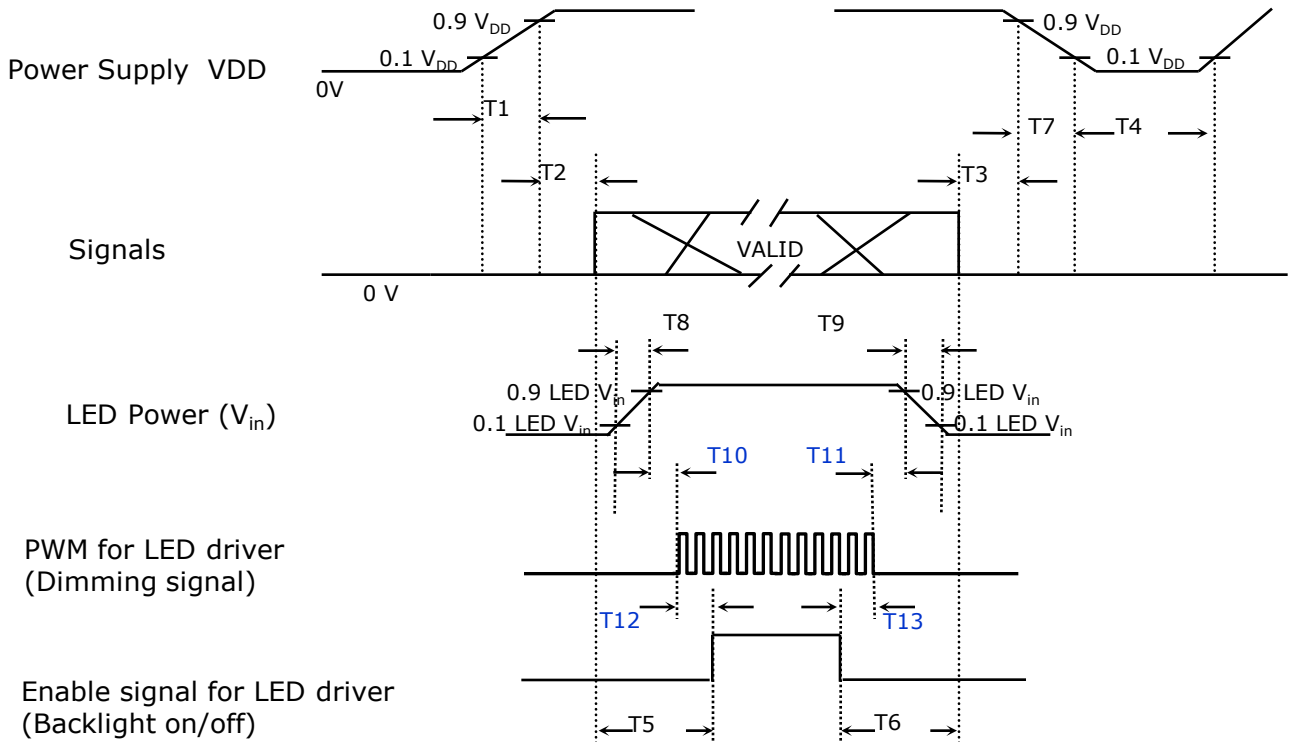 0.9 VDD
0.9 VDD
0.1 VDD
0.1 VDD
Power Supply VDD
0V
T1
T7
T4
T2
T3
Signals
VALID
0 V
T8
T9
0.9 LED Vin
0.9 LED Vin
LED Power (Vin)
0.1 LED Vin
0.1 LED Vin
T10
T11
PWM for LED driver
(Dimming signal)
T12
T13
Enable signal for LED driver
(Backlight on/off)
T5
T6